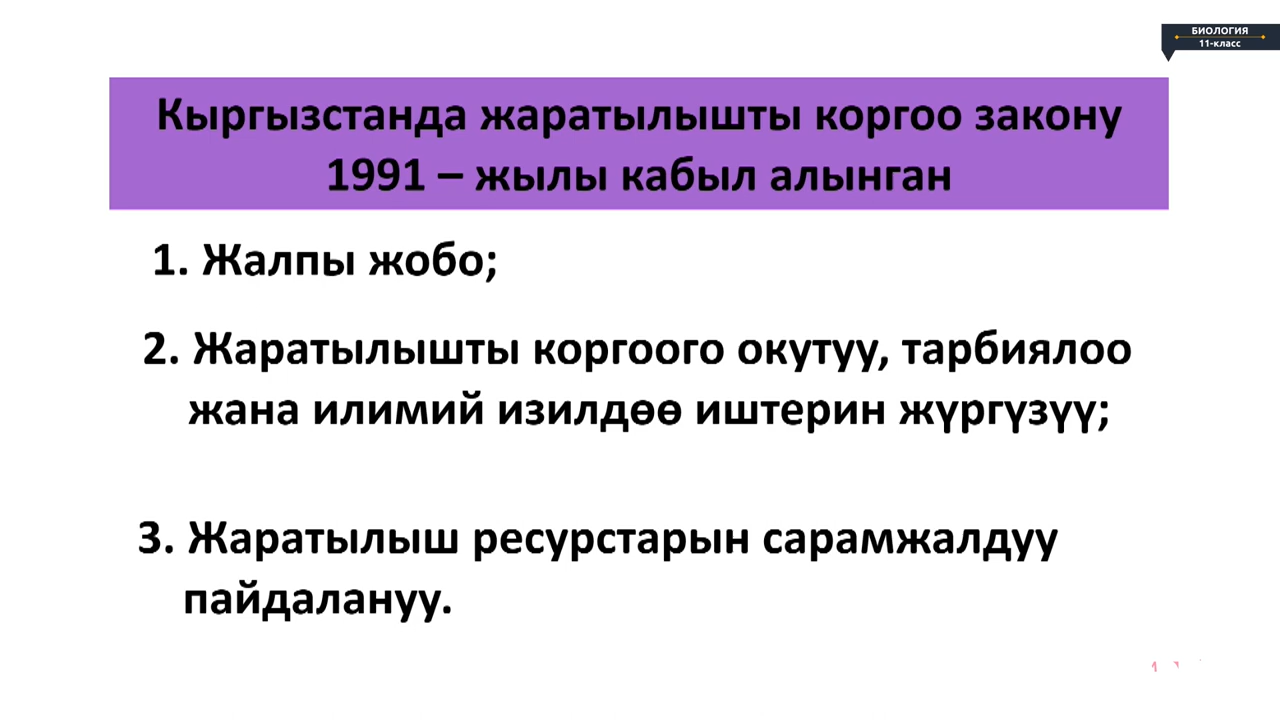 БИОЛОГИЯ
11-класс
Кыргызстанда жаратылышты коргоо закону
1991 – жылы кабыл алынган
1. Жалпы жобо;
2. Жаратылышты коргоого окутуу, тарбиялоо
жана илимий изилдөө иштерин жүргүзүү;
3. Жаратылыш ресурстарын сарамжалдуу
пайдалануу.